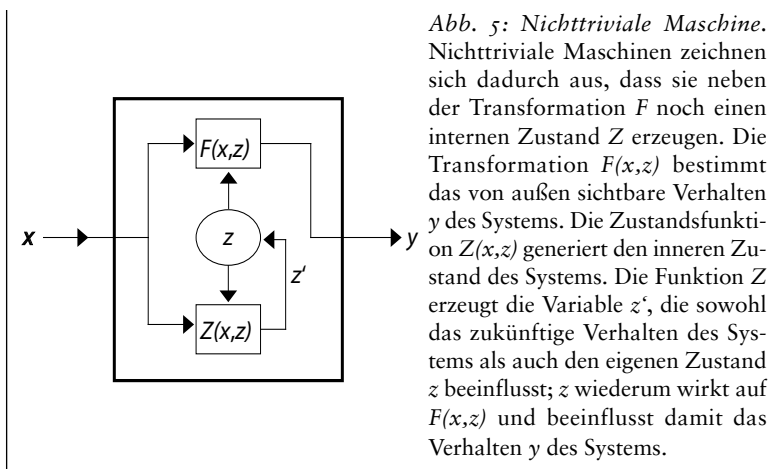 F(x,z)
x
z
y
z‘
Z(x,z)
Abb. 5: Nichttriviale Maschine.
Nichttriviale Maschinen zeichnen
sich dadurch aus, dass sie neben
der Transformation F noch einen
internen Zustand Z erzeugen. Die
Transformation F(x,z) bestimmt
das von außen sichtbare Verhalten
y des Systems. Die Zustandsfunkti-
on Z(x,z) generiert den inneren Zu-
stand des Systems. Die Funktion Z
erzeugt die Variable z‘, die sowohl
das zukünftige Verhalten des Sys-
tems als auch den eigenen Zustand
z beeinflusst; z wiederum wirkt auf
F(x,z) und beeinflusst damit das
Verhalten y des Systems.